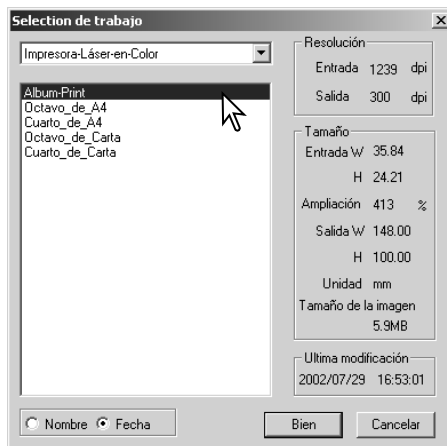 Selection de trabajo
Impresora-Láser-en-Color
Album-Print
Octavo_de_A4
Cuarto_de_A4
Octavo_de_Carta
Cuarto_de_Carta
Nombre Fecha
Resolución
Entrada 1239 dpi
Salida 300 dpi
Tamaño
Entrada W 35.84
H 24.21
Ampliación 413 %
Salida W 148.00
H 100.00
Unidad mm
Tamaño de la imagen
5.9MB
Ultima modificación
2002/07/29 16:53:01
Bien Cancelar